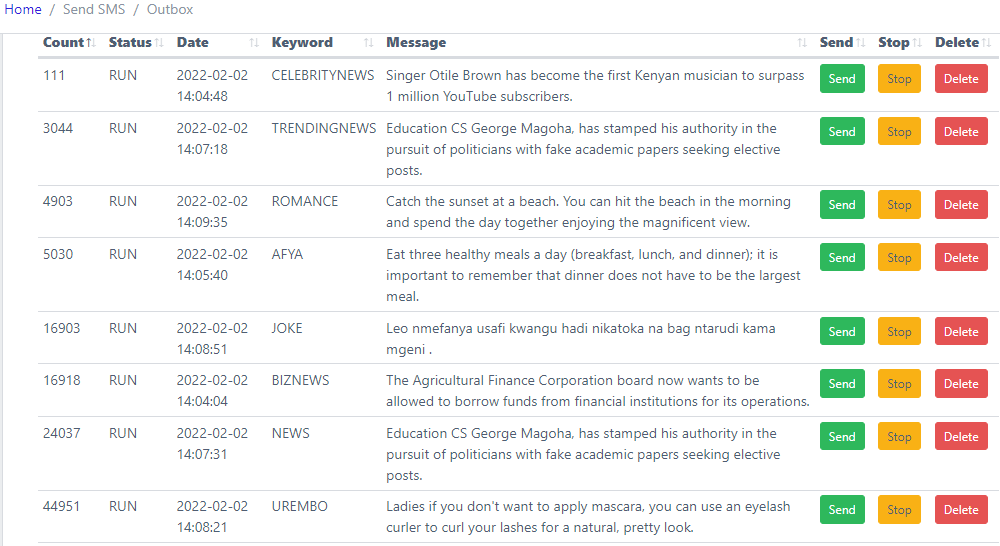 Home / Send SMS / Outbox
Count Status Date Keyword Message Send Stop Delete
111 RUN 2022-02-02 CELEBRITYNEWS Singer Otile Brown has become the first Kenyan musician to surpass Send Stop Delete
14:04:48 1 million YouTube subscribers.
3044 RUN 2022-02-02 TRENDINGNEWS Education CS George Magoha, has stamped his authority in the Send Stop Delete
14:07:18 pursuit of politicians with fake academic papers seeking elective
posts.
4903 RUN 2022-02-02 ROMANCE Catch the sunset at a beach. You can hit the beach in the morning Send Stop Delete
14:09:35 and spend the day together enjoying the magnificent view.
5030 RUN 2022-02-02 AFYA Eat three healthy meals a day (breakfast, lunch, and dinner); it is Send Stop Delete
14:05:40 important to remember that dinner does not have to be the largest
meal.
16903 RUN 2022-02-02 JOKE Leo nmefanya usafi kwangu hadi nikatoka na bag ntarudi kama Send Stop Delete
14:08:51 mgeni .
16918 RUN 2022-02-02 BIZNEWS The Agricultural Finance Corporation board now wants to be Send Stop Delete
14:04:04 allowed to borrow funds from financial institutions for its operations.
24037 RUN 2022-02-02 NEWS Education CS George Magoha, has stamped his authority in the Send Stop Delete
14:07:31 pursuit of politicians with fake academic papers seeking elective
posts.
44951 RUN 2022-02-02 UREMBO Ladies if you don't want to apply mascara, you can use an eyelash Send Stop Delete
14:08:21 curler to curl your lashes for a natural, pretty look.